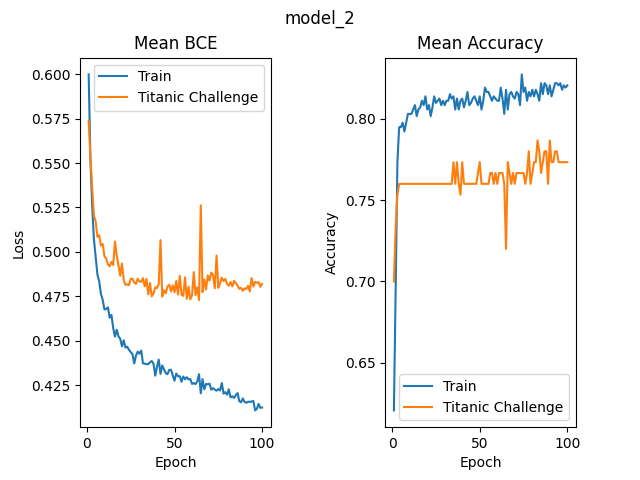 model_2
Mean BCE
Loss
0.600
0.575
0.550
0.525
0.500
0.475
0.450
0.425
0
50
100
Epoch
Train
Titanic Challenge
Mean Accuracy
Accuracy
0.80
0.75
0.70
0.65
0
50
100
Epoch
Train
Titanic Challenge